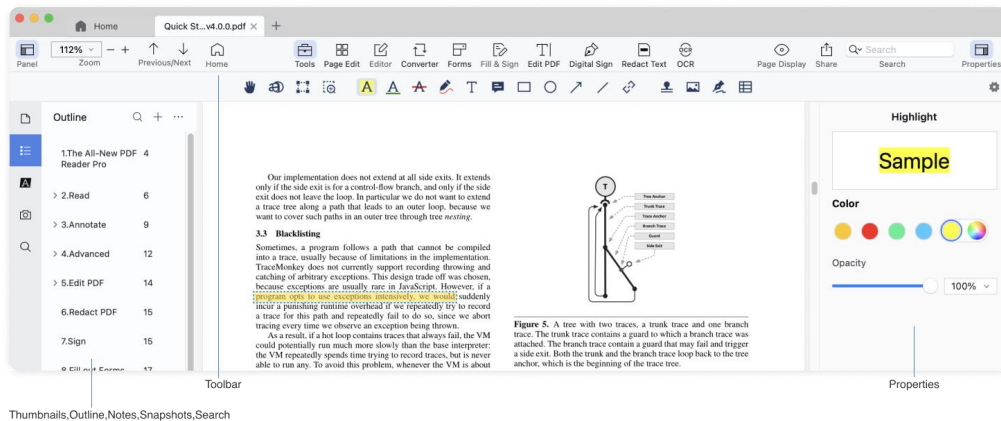 Home
Quick St...v4.0.0.pdf
112%
Panel
Zoom
Previous/Next
Home
Tools
Page Edit
Editor
Converter
Forms
Fill & Sign
Edit PDF
Digital Sign
Redact Text
OCR
Page Display
Share
Search
Search
Properties
Outline
1.The All-New PDF Reader Pro 4
2.Read 6
3.Annotate 9
4.Advanced 12
5.Edit PDF 14
6.Redact PDF 15
7.Sign 15
8.Fill out Forms 17
Our implementation does not extend at all side exits. It extends
only if the side exit is for a control-flow branch, and only if the side
exit does not leave the loop. In particular we do not want to extend
a trace tree along a path that leads to an outer loop, because we
want to cover such paths in an outer tree through tree nesting.
3.3 Blacklisting
Sometimes, a program follows a path that cannot be compiled
into a trace, usually because of limitations in the implementation.
TraceMonkey does not currently support recording throwing and
catching of arbitrary exceptions. This design trade off was chosen,
because exceptions are usually rare in JavaScript. However, if a
program opts to use exceptions intensively, we would suddenly
incur a punishing runtime overhead if we repeatedly try to record
a trace for this path and repeatedly fail to do so, since we abort
tracing every time we observe an exception being thrown.
As a result, if a hot loop contains traces that always fail, the VM
could potentially run much more slowly than the base interpreter:
the VM repeatedly spends time trying to record traces, but is never
able to run any. To avoid this problem, whenever the VM is about
T
Tree Anchor
Trunk Trace
Trace Anchor
Branch Trace
Guard
Side Exit
Figure 5. A tree with two traces, a trunk trace and one branch
trace. The trunk trace contains a guard to which a branch trace was
attached. The branch trace contain a guard that may fail and trigger
a side exit. Both the trunk and the branch trace loop back to the tree
anchor, which is the beginning of the trace tree.
Highlight
Sample
Color
Opacity
100%
Toolbar
Properties
Thumbnails,Outline,Notes,Snapshots,Search